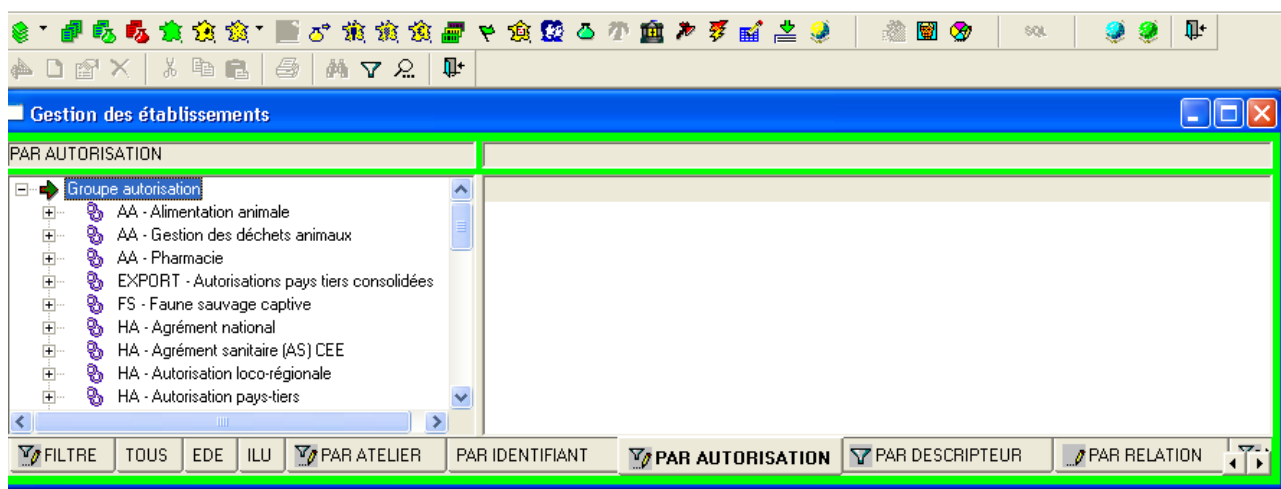 SQL
Gestion des établissements
PAR AUTORISATION
Groupe autorisation
AA - Alimentation animale
AA - Gestion des déchets animaux
AA - Pharmacie
EXPORT - Autorisations pays tiers consolidées
FS - Faune sauvage captive
HA - Agrément national
HA - Agrément sanitaire (AS) CEE
HA - Autorisation loco-régionale
HA - Autorisation pays-tiers
FILTRE TOUS EDE ILU PAR ATELIER PAR IDENTIFIANT PAR AUTORISATION PAR DESCRIPTEUR PAR RELATION